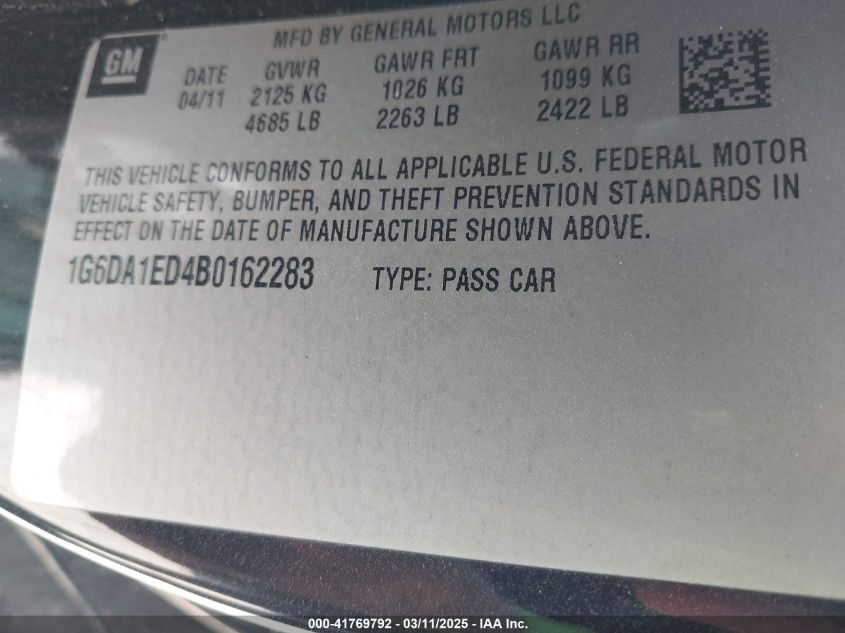 MFD BY GENERAL MOTORS LLC
GM
DATE GVWR GAWR FRT GAWR RR
04/11 2125 KG 1026 KG 1099 KG
4685 LB 2263 LB 2422 LB
THIS VEHICLE CONFORMS TO ALL APPLICABLE U.S. FEDERAL MOTOR
VEHICLE SAFETY, BUMPER, AND THEFT PREVENTION STANDARDS IN
EFFECT ON THE DATE OF MANUFACTURE SHOWN ABOVE.
1G6DA1ED4B0162283 TYPE: PASS CAR
000-41769792 - 03/11/2025 - IAA Inc.